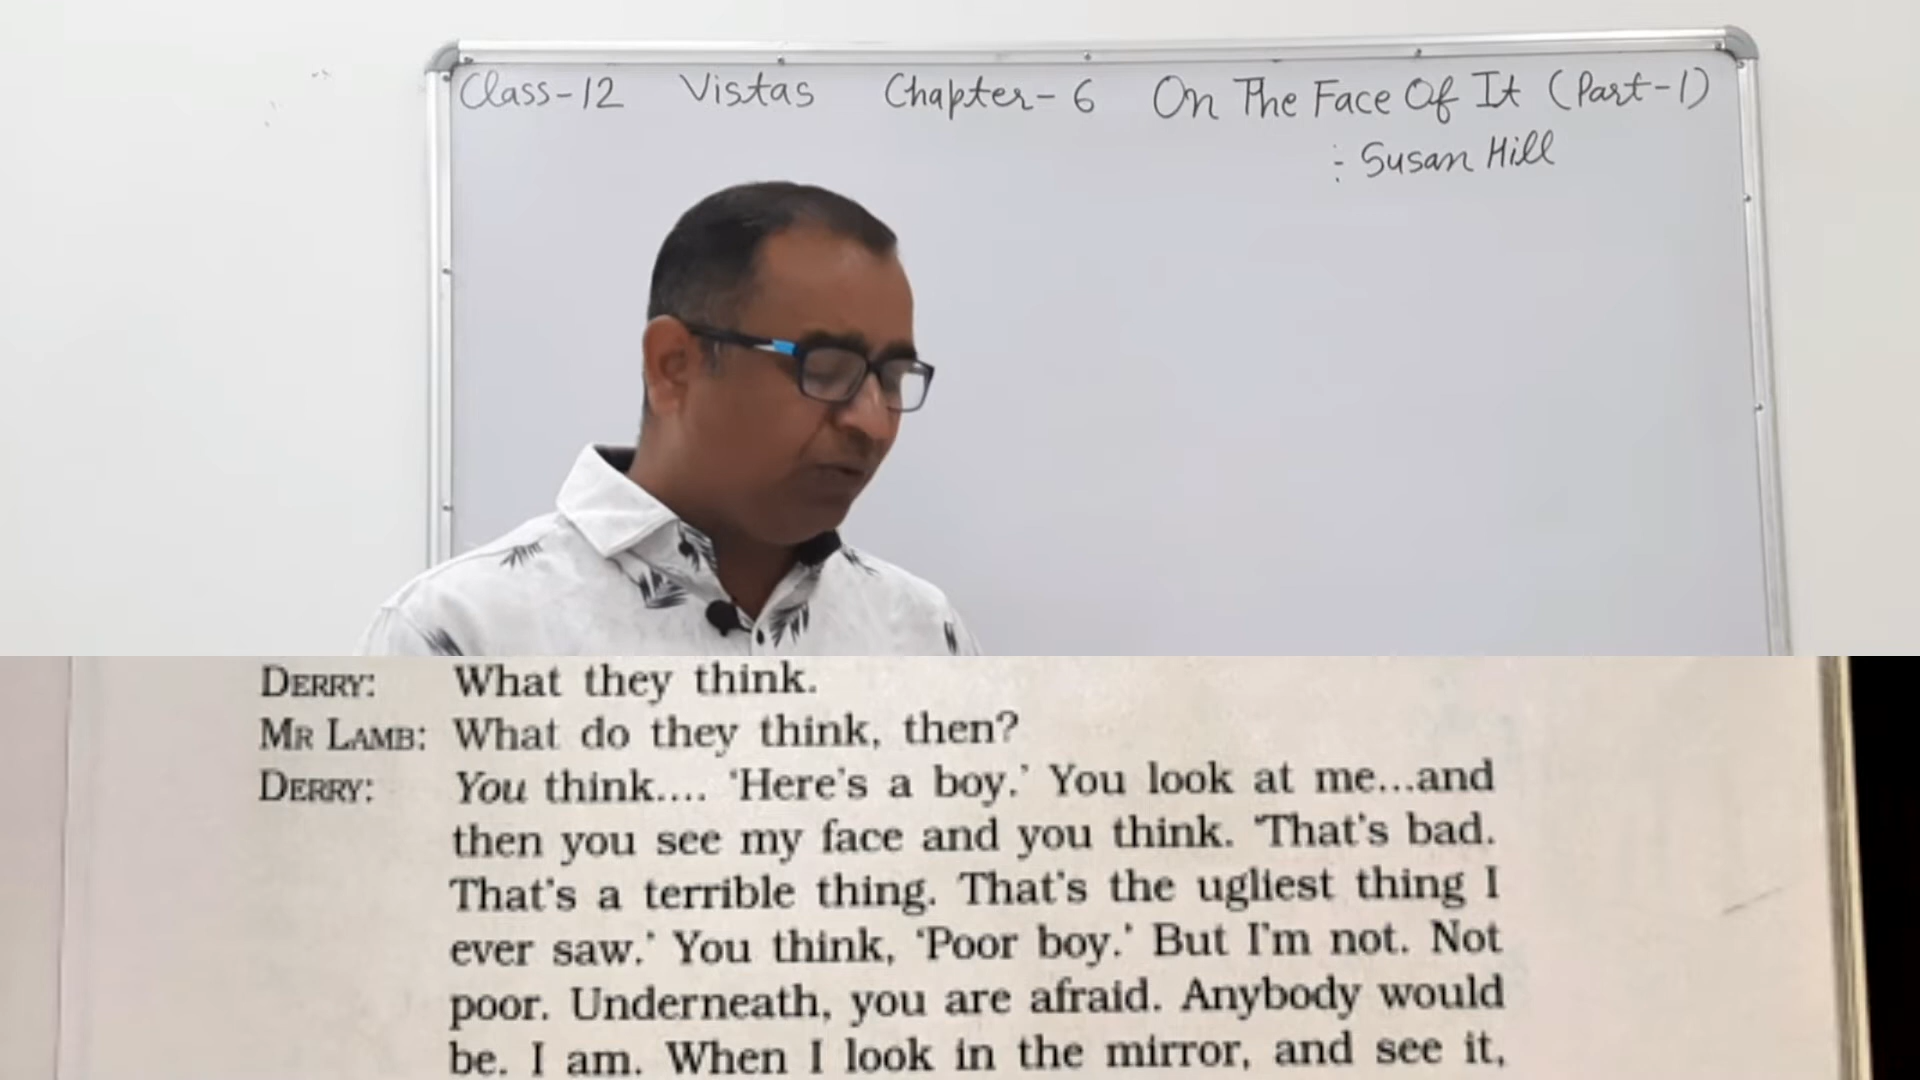 Class-12 Vistas Chapter-6 On The Face Of It (Part-1)
:- Susan Hill
DERRY: What they think.
MR LAMB: What do they think, then?
DERRY: You think.... 'Here's a boy.' You look at me...and
then you see my face and you think. 'That's bad.
That's a terrible thing. That's the ugliest thing I
ever saw.' You think, 'Poor boy.' But I'm not. Not
poor. Underneath, you are afraid. Anybody would
be. I am. When I look in the mirror, and see it,